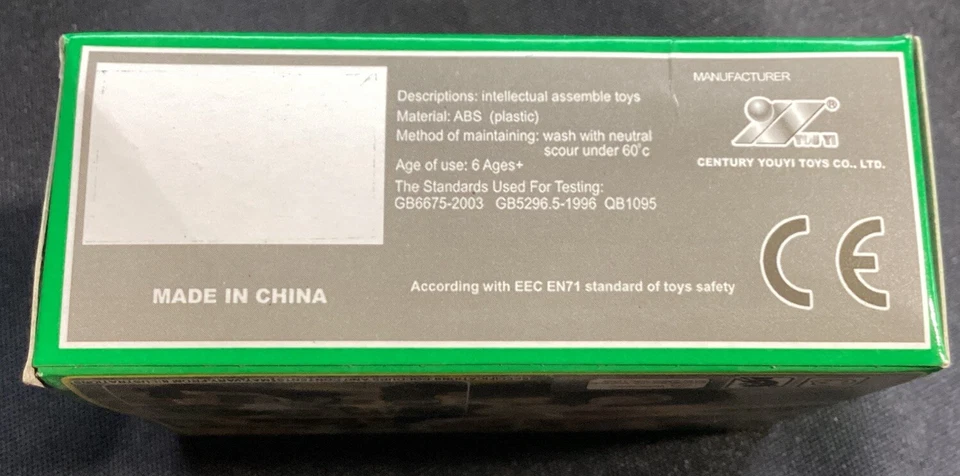 Descriptions: intellectual assemble toys
Material: ABS (plastic)
Method of maintaining: wash with neutral
scour under 60°c
Age of use: 6 Ages+
The Standards Used For Testing:
GB6675-2003 GB5296.5-1996 QB1095
MANUFACTURER
YOU YI
®
CENTURY YOUYI TOYS CO., LTD.
MADE IN CHINA
According with EEC EN71 standard of toys safety
CE